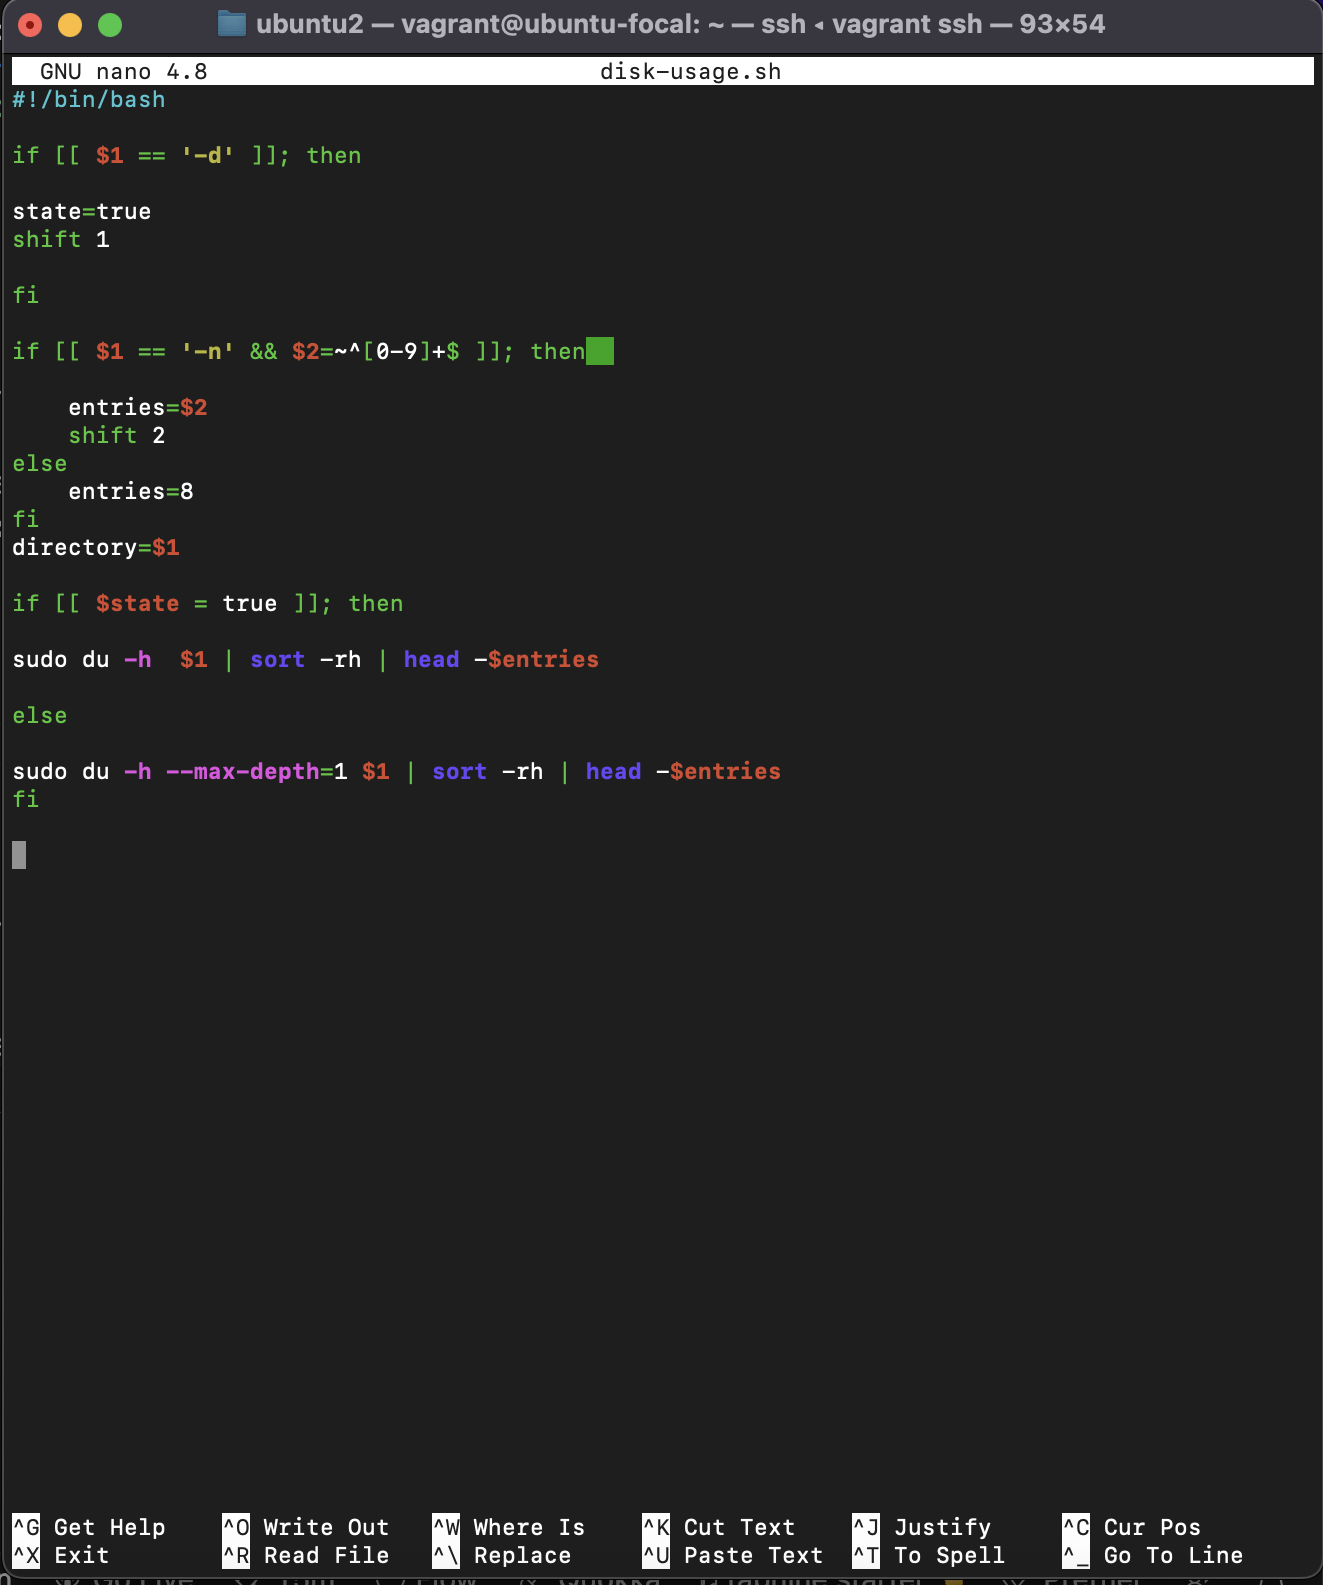 ubuntu2 — vagrant@ubuntu-focal: ~ — ssh ◂ vagrant ssh — 93×54
GNU nano 4.8 disk-usage.sh
#!/bin/bash
if [[ $1 == '-d' ]]; then
state=true
shift 1
fi
if [[ $1 == '-n' && $2=~^[0-9]+$ ]]; then
    entries=$2
    shift 2
else
    entries=8
fi
directory=$1
if [[ $state = true ]]; then
sudo du -h  $1 | sort -rh | head -$entries
else
sudo du -h --max-depth=1 $1 | sort -rh | head -$entries
fi
^G Get Help ^O Write Out ^W Where Is ^K Cut Text ^J Justify ^C Cur Pos
^X Exit ^R Read File ^\ Replace ^U Paste Text ^T To Spell ^_ Go To Line